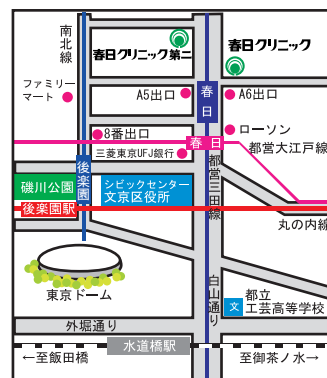 南北線
春日クリニック第二
春日クリニック
ファミリー
マート
A5出口
春日
A6出口
8番出口
ローソン
春日
都営大江戸線
三菱東京UFJ銀行
後楽園
都営三田線
磯川公園
シビックセンター
文京区役所
後楽園駅
丸の内線
白山通り
東京ドーム
文
都立
工芸高等学校
外堀通り
水道橋駅
←至飯田橋
至御茶ノ水→